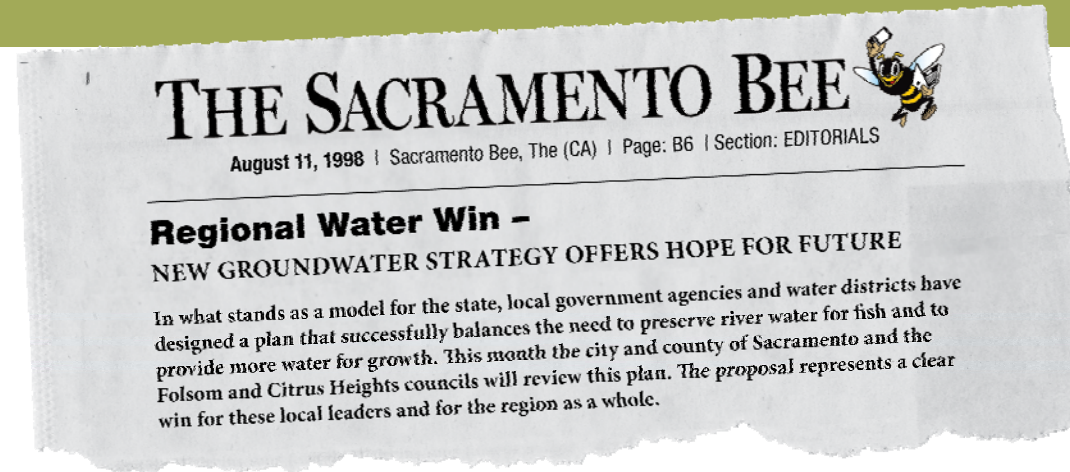 THE SACRAMENTO BEE
August 11, 1998 | Sacramento Bee, The (CA) | Page: B6 | Section: EDITORIALS
Regional Water Win –
NEW GROUNDWATER STRATEGY OFFERS HOPE FOR FUTURE
In what stands as a model for the state, local government agencies and water districts have
designed a plan that successfully balances the need to preserve river water for fish and to
provide more water for growth. This month the city and county of Sacramento and the
Folsom and Citrus Heights councils will review this plan. The proposal represents a clear
win for these local leaders and for the region as a whole.